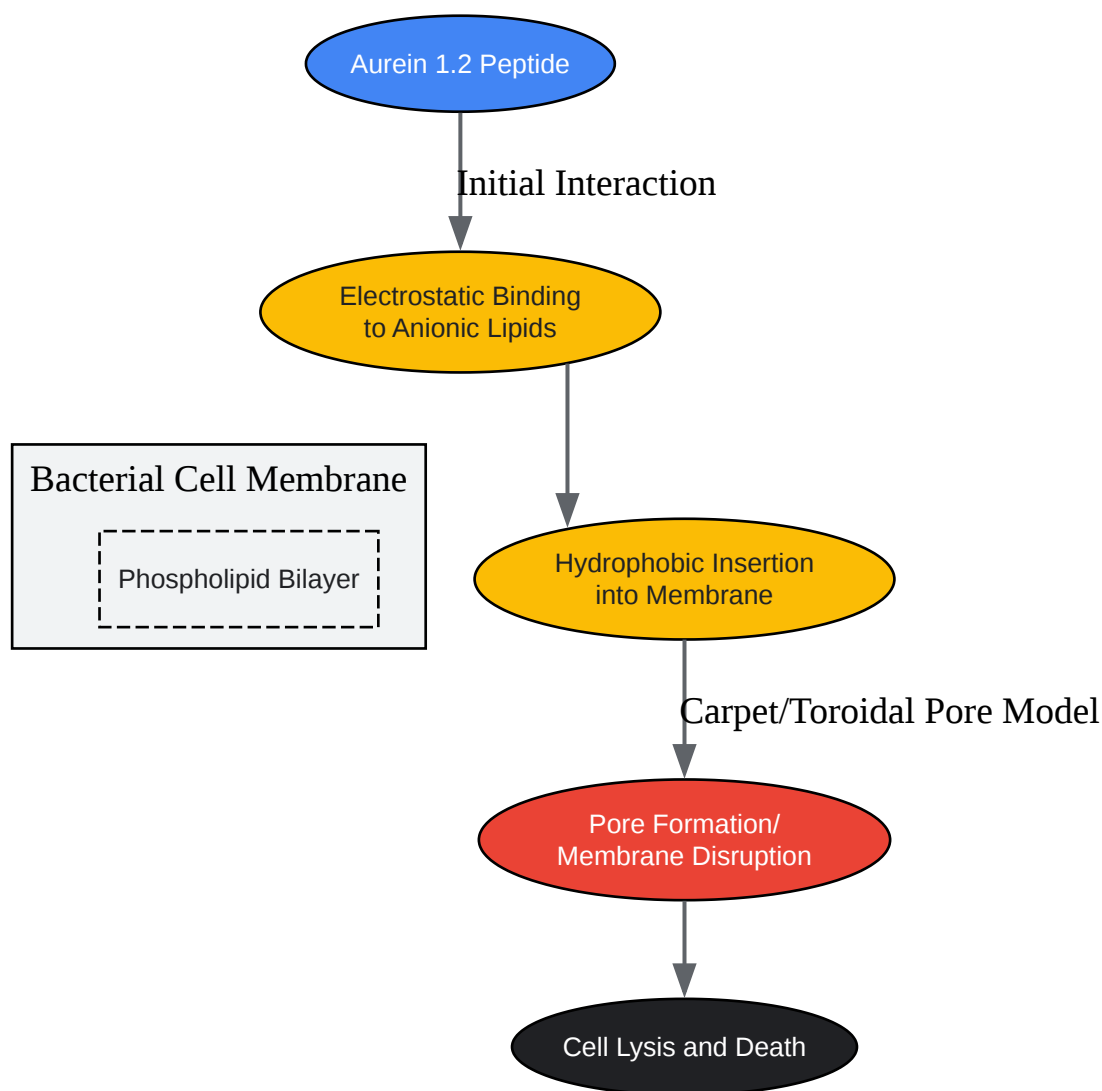 Aurein 1.2 Peptide
Initial Interaction
Electrostatic Binding
to Anionic Lipids
Bacterial Cell Membrane
Phospholipid Bilayer
Hydrophobic Insertion
into Membrane
Carpet/Toroidal Pore Model
Pore Formation/
Membrane Disruption
Cell Lysis and Death